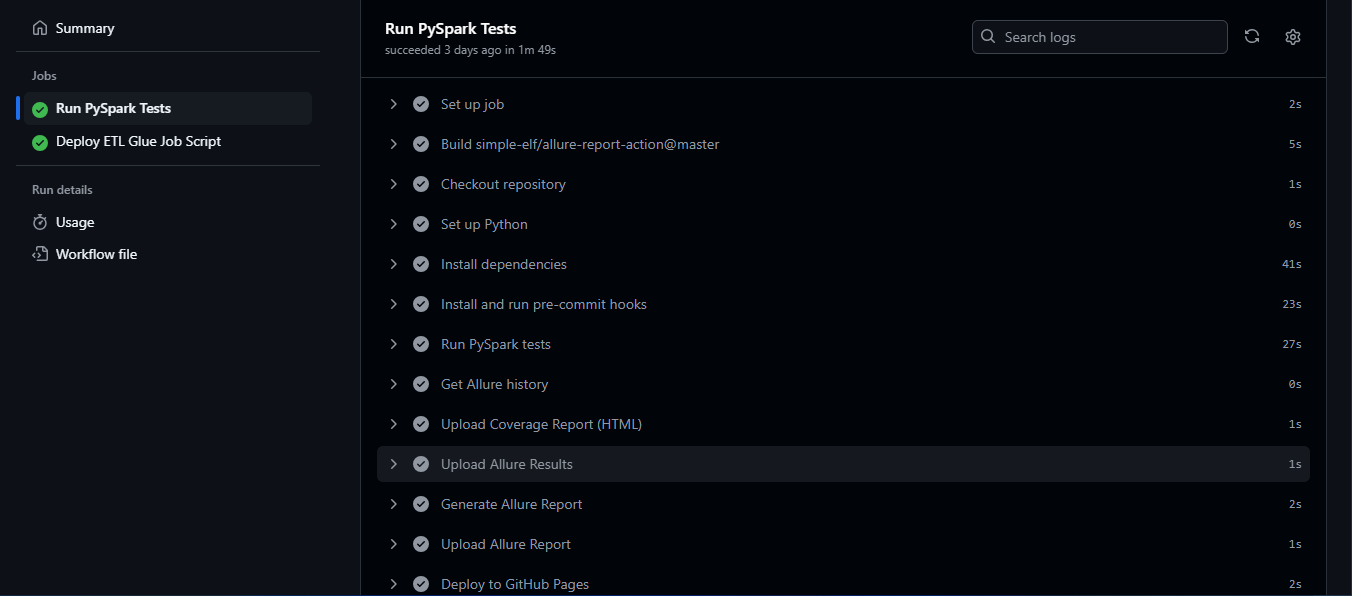 Summary
Jobs
Run PySpark Tests
Deploy ETL Glue Job Script
Run details
Usage
Workflow file
Run PySpark Tests
succeeded 3 days ago in 1m 49s
Search logs
Set up job 2s
Build simple-elf/allure-report-action@master 5s
Checkout repository 1s
Set up Python 0s
Install dependencies 41s
Install and run pre-commit hooks 23s
Run PySpark tests 27s
Get Allure history 0s
Upload Coverage Report (HTML) 1s
Upload Allure Results 1s
Generate Allure Report 2s
Upload Allure Report 1s
Deploy to GitHub Pages 2s